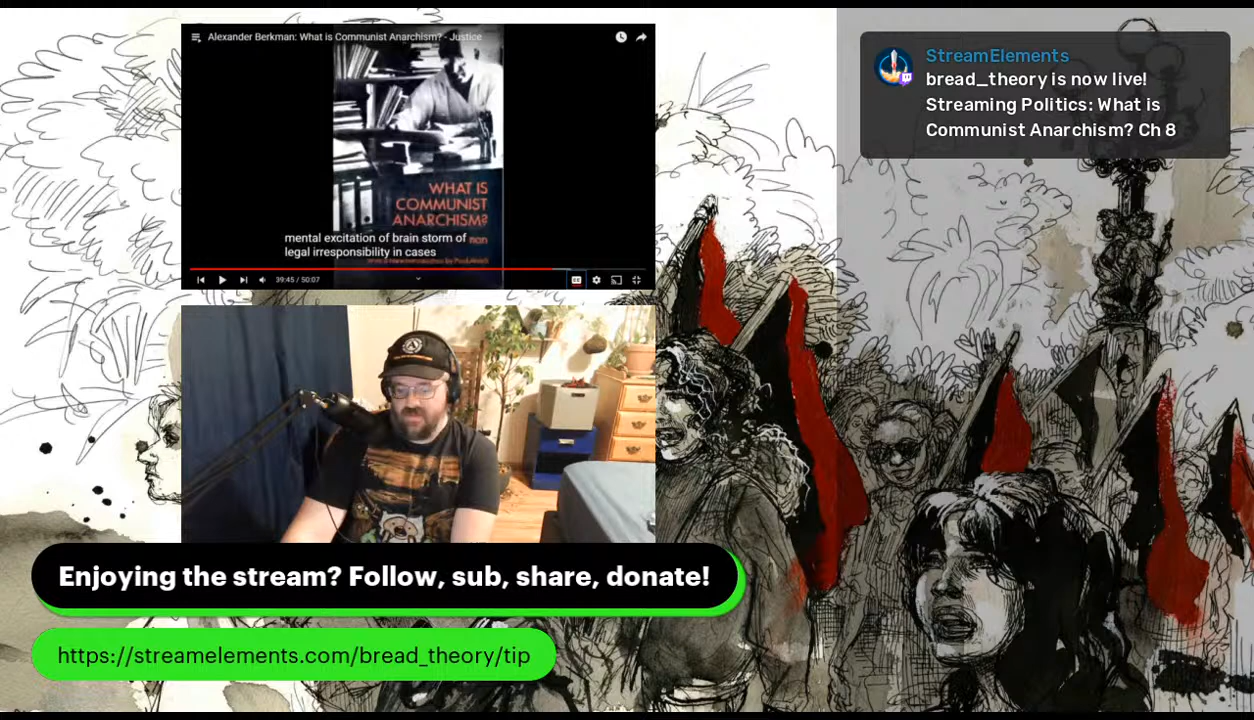 Alexander Berkman: What is Communist Anarchism? - Justice
WHAT IS
COMMUNIST
ANARCHISM?
mental excitation of brain storm of non
legal irresponsibility in cases
39:45 / 50:07
StreamElements
bread_theory is now live!
Streaming Politics: What is
Communist Anarchism? Ch 8
Enjoying the stream? Follow, sub, share, donate!
https://streamelements.com/bread_theory/tip